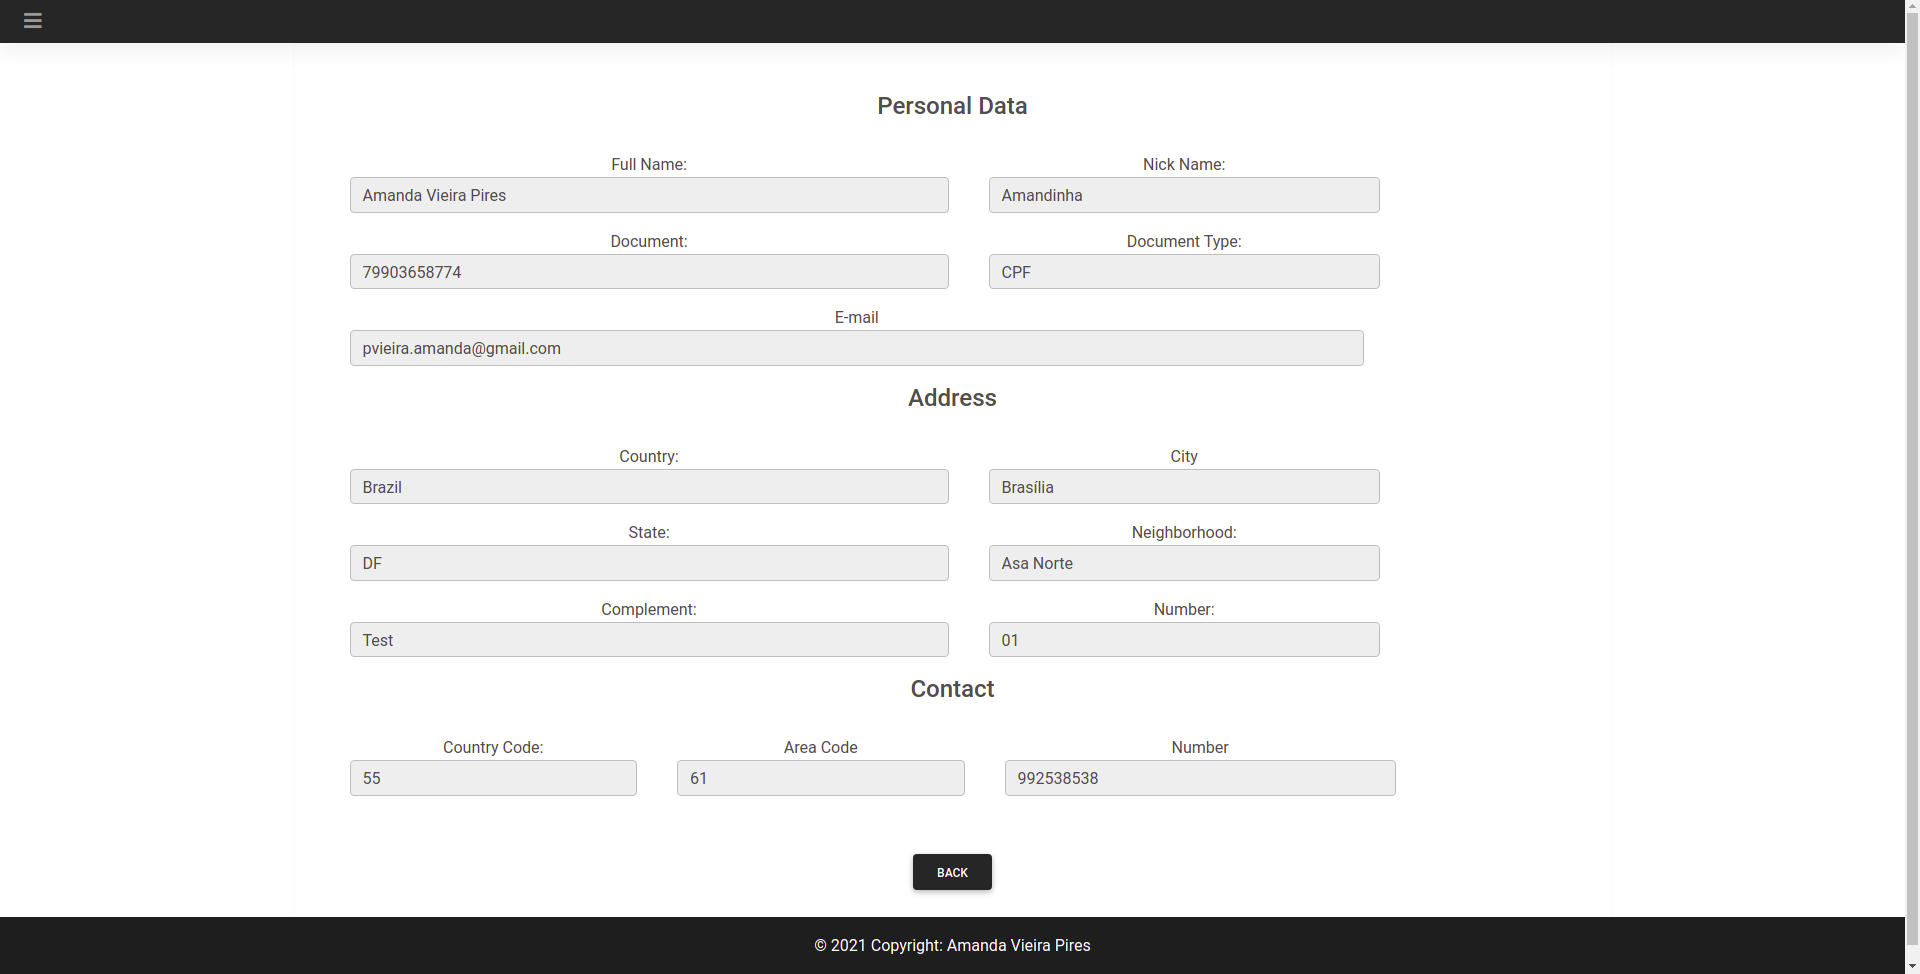 Personal Data
Full Name: Nick Name:
Amanda Vieira Pires Amandinha
Document: Document Type:
79903658774 CPF
E-mail
pvieira.amanda@gmail.com
Address
Country: City
Brazil Brasília
State: Neighborhood:
DF Asa Norte
Complement: Number:
Test 01
Contact
Country Code: Area Code Number
55 61 992538538
BACK
© 2021 Copyright: Amanda Vieira Pires